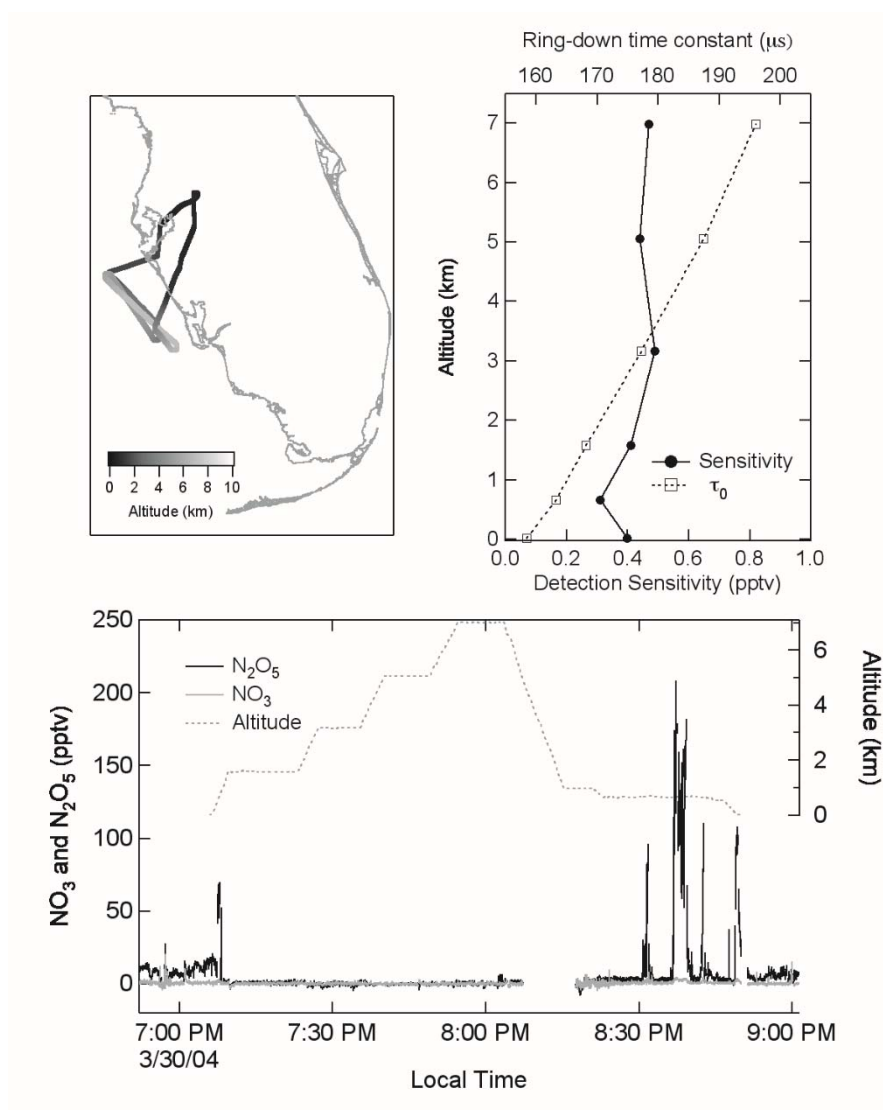 Ring-down time constant (μs)
160 170 180 190 200
7
6
5
4
3
2
1
0
Altitude (km)
Sensitivity
τ0
0.0 0.2 0.4 0.6 0.8 1.0
Detection Sensitivity (pptv)
0 2 4 6 8 10
Altitude (km)
250
200
150
100
50
0
NO3 and N2O5 (pptv)
N2O5
NO3
Altitude
6
4
2
0
Altitude (km)
7:00 PM 7:30 PM 8:00 PM 8:30 PM 9:00 PM
3/30/04
Local Time